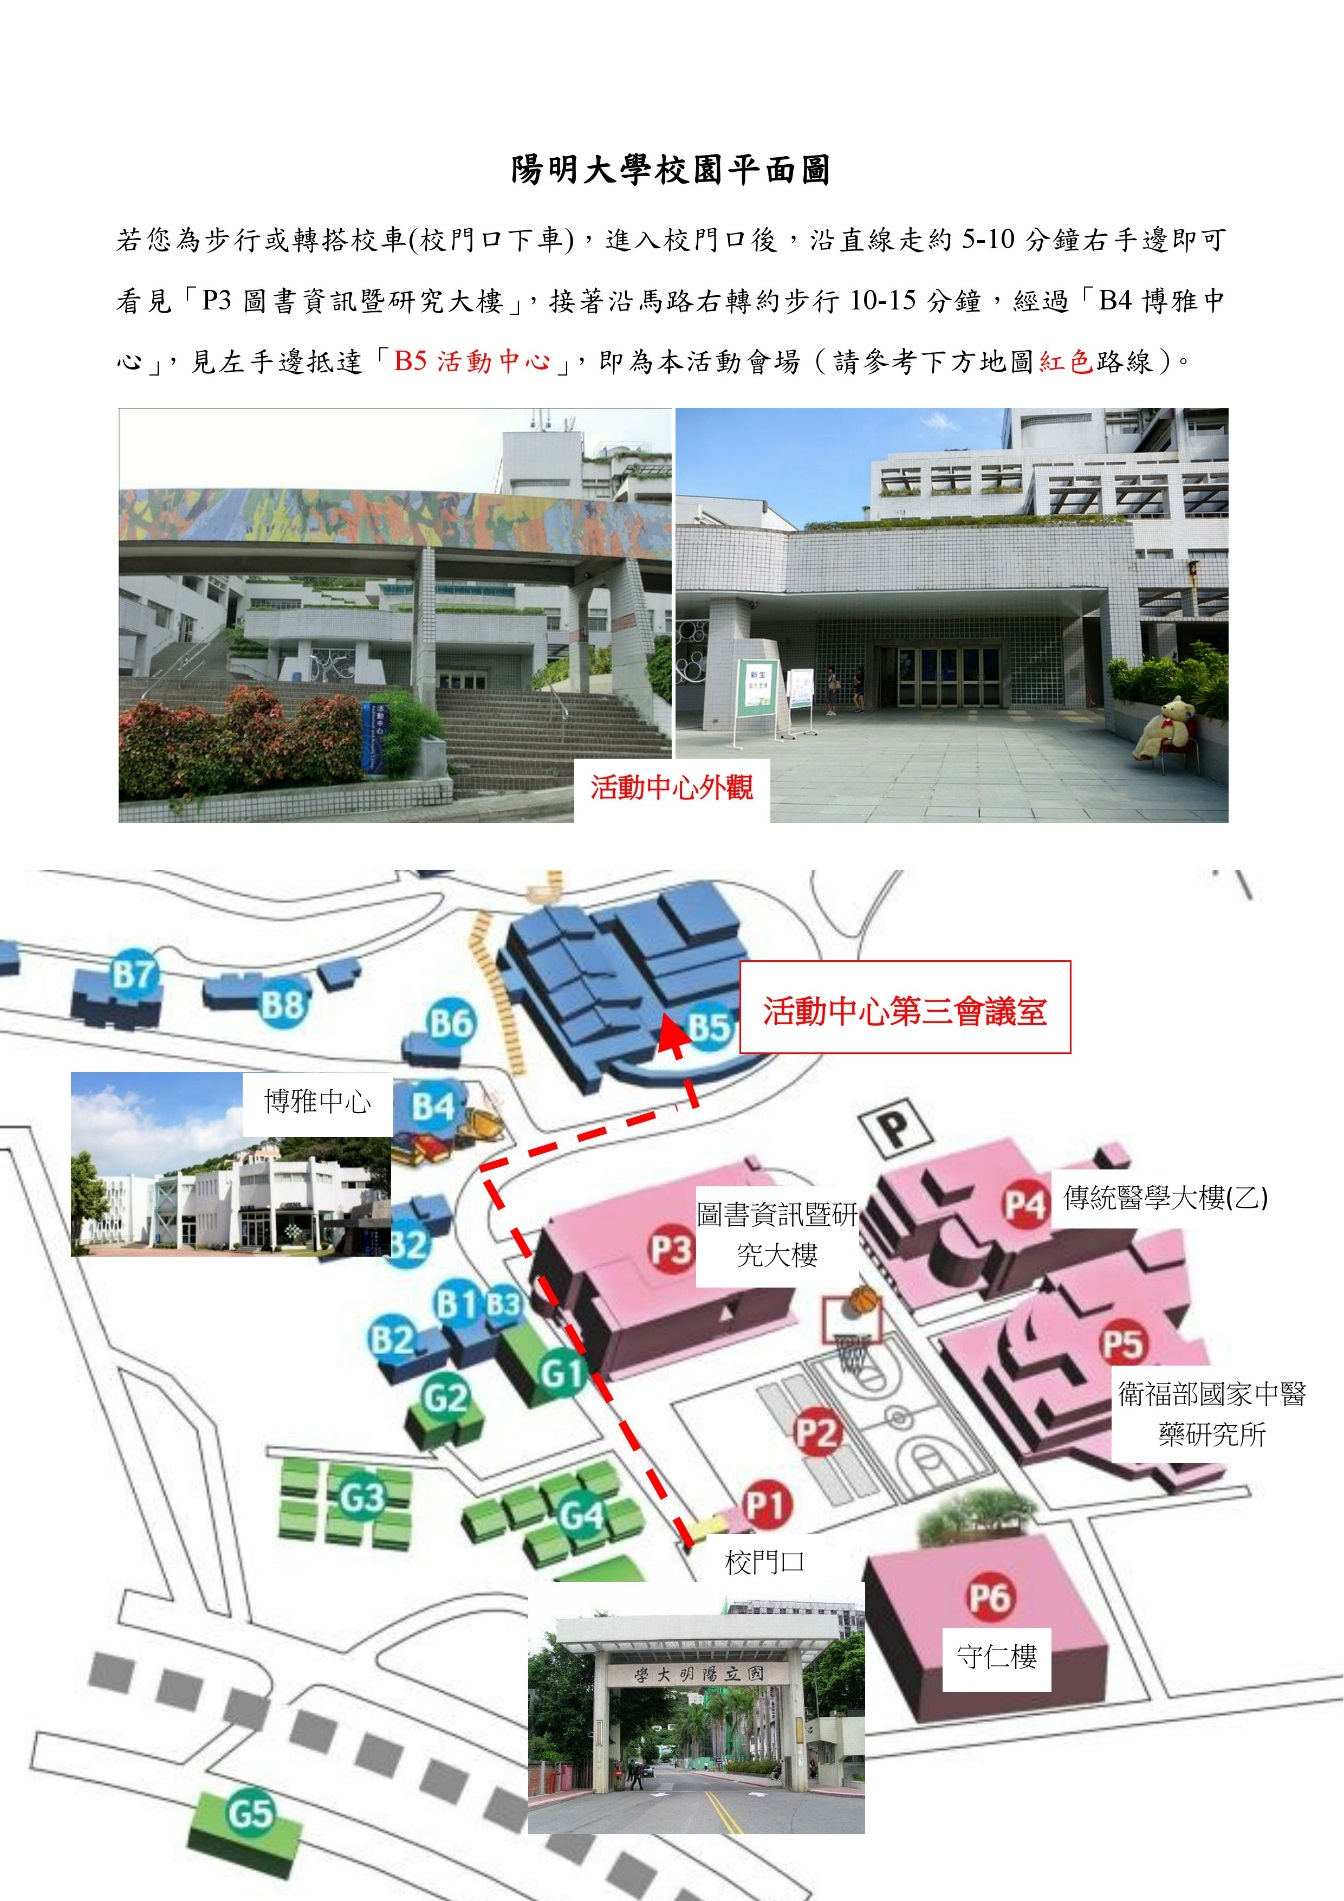 陽明大學校園平面圖
若您為步行或轉搭校車(校門口下車)，進入校門口後，沿直線走約 5-10 分鐘右手邊即可
看見「P3 圖書資訊暨研究大樓」，接著沿馬路右轉約步行 10-15 分鐘，經過「B4 博雅中
心」，見左手邊抵達「B5 活動中心」，即為本活動會場（請參考下方地圖紅色路線）。
新生
活動中心
活動中心外觀
B7
B8
B6
B5
活動中心第三會議室
博雅中心
B4
P
P4
傳統醫學大樓(乙)
圖書資訊暨研
究大樓
P3
B2
B1
B3
B2
G1
G2
P5
衛福部國家中醫
藥研究所
P2
G3
G4
P1
校門口
P6
守仁樓
國立陽明大學
G5